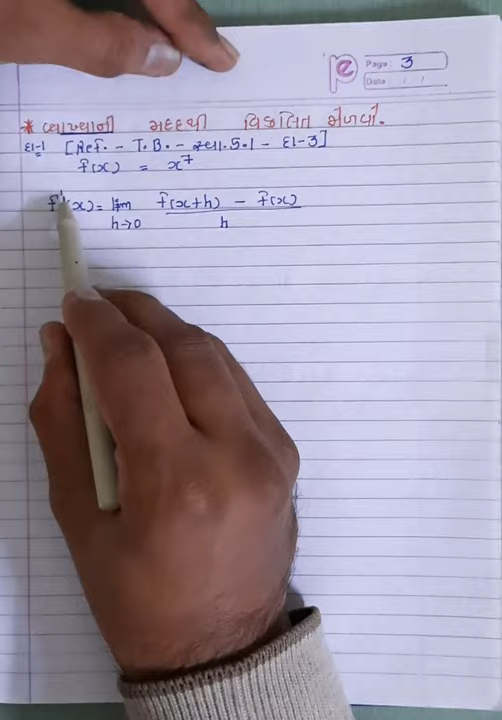 Page 3
Date / /
* વ્યાખ્યાની મદદથી વિકલિત મેળવો.
દા-1 [Ref. - T.B. - સ્વા. 5.1 - દા-3]
f(x) = x⁷
f'(x) = lim f(x+h) - f(x)
h→0 h